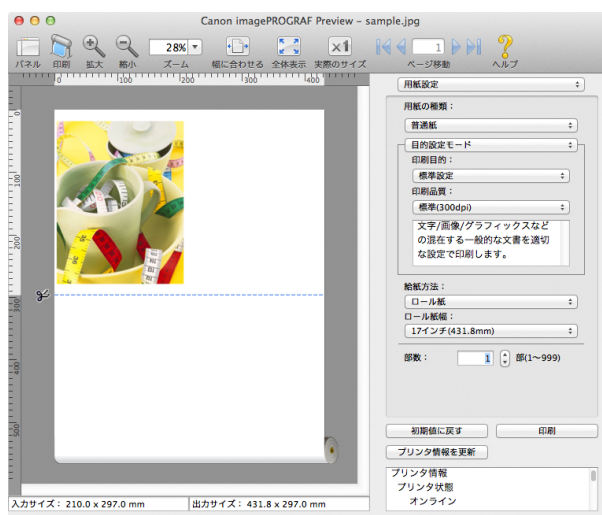 Canon imagePROGRAF Preview – sample.jpg
パネル 印刷 拡大 縮小 28% ズーム 幅に合わせる 全体表示 ×1 実際のサイズ 1 ページ移動 ? ヘルプ
0 100 200 300 400
0
100
200
300
400
500
用紙設定
用紙の種類：
普通紙
目的設定モード
印刷目的：
標準設定
印刷品質：
標準(300dpi)
文字/画像/グラフィックスなど
の混在する一般的な文書を適切
な設定で印刷します。
給紙方法：
ロール紙
ロール紙幅：
17インチ(431.8mm)
部数： 1 部(1〜999)
初期値に戻す 印刷
プリンタ情報を更新
プリンタ情報
プリンタ状態
オンライン
入力サイズ： 210.0 x 297.0 mm 出力サイズ： 431.8 x 297.0 mm